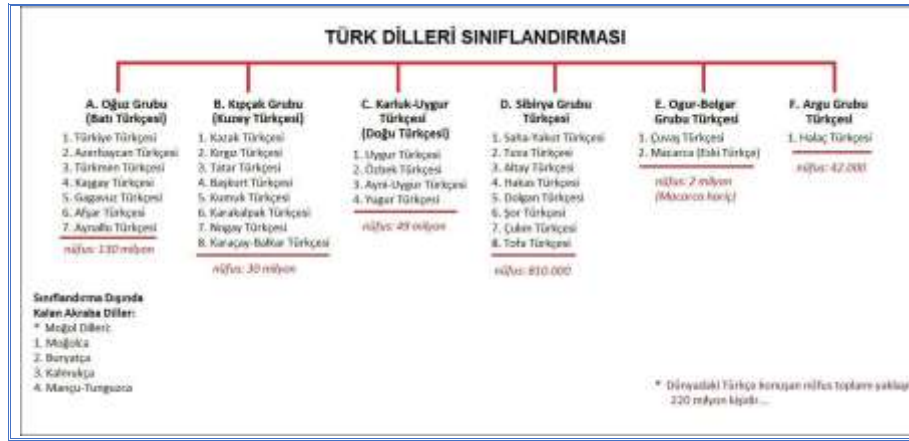 TÜRK DİLLERİ SINIFLANDIRMASI
A. Oğuz Grubu
(Batı Türkçesi)
1. Türkiye Türkçesi
2. Azerbaycan Türkçesi
3. Türkmen Türkçesi
4. Kaşgay Türkçesi
5. Gagavuz Türkçesi
6. Afşar Türkçesi
7. Aynallu Türkçesi
nüfus: 130 milyon
B. Kıpçak Grubu
(Kuzey Türkçesi)
1. Kazak Türkçesi
2. Kırgız Türkçesi
3. Tatar Türkçesi
4. Başkurt Türkçesi
5. Kumuk Türkçesi
6. Karakalpak Türkçesi
7. Nogay Türkçesi
8. Karaçay-Balkar Türkçesi
nüfus: 30 milyon
C. Karluk-Uygur
Türkçesi
(Doğu Türkçesi)
1. Uygur Türkçesi
2. Özbek Türkçesi
3. Aynı-Uygur Türkçesi
4. Yugur Türkçesi
nüfus: 49 milyon
D. Sibirya Grubu
Türkçesi
1. Saha-Yakut Türkçesi
2. Tuva Türkçesi
3. Altay Türkçesi
4. Hakas Türkçesi
5. Dolgan Türkçesi
6. Şor Türkçesi
7. Çulım Türkçesi
8. Tofa Türkçesi
nüfus: 810.000
E. Ogur-Bolgar
Grubu Türkçesi
1. Çuvaş Türkçesi
2. Macarca (Eski Türkçe)
nüfus: 2 milyon
(Macarca hariç)
F. Argu Grubu
Türkçesi
1. Halaç Türkçesi
nüfus: 42.000
Sınıflandırma Dışında
Kalan Akraba Diller:
* Moğol Dilleri:
1. Moğolca
2. Buryatça
3. Kalmukça
4. Mançu-Tunguzca
* Dünyadaki Türkçe konuşan nüfus toplamı
220 milyon kişidir...